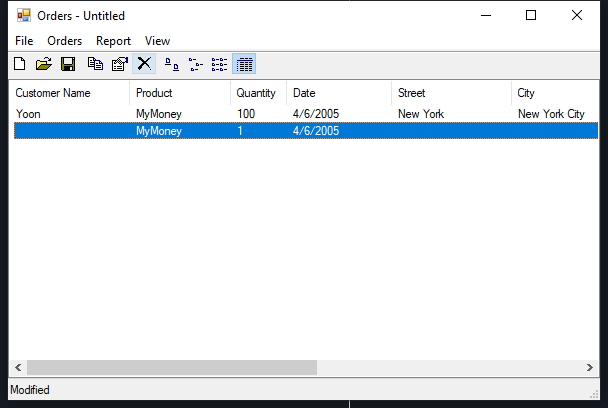 Orders - Untitled
File Orders Report View
Customer Name Product Quantity Date Street City
Yoon MyMoney 100 4/6/2005 New York New York City
MyMoney 1 4/6/2005
Modified